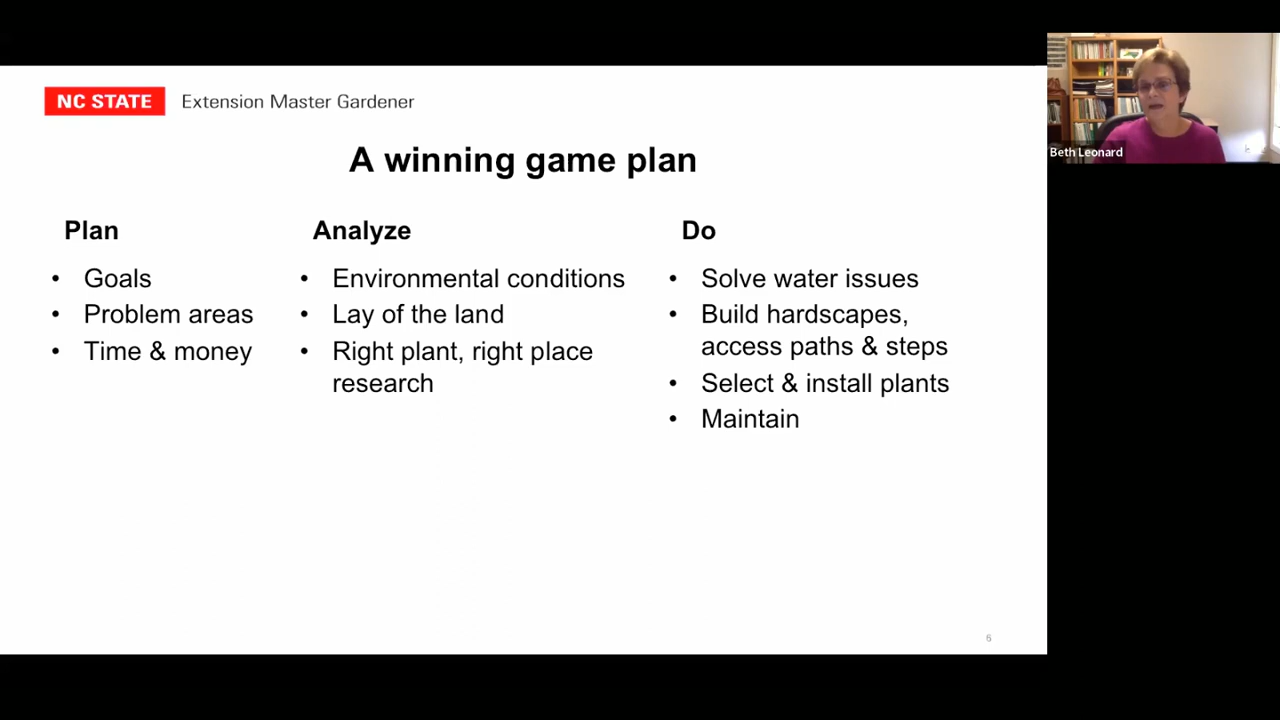 NC STATE Extension Master Gardener
Beth Leonard
A winning game plan
Plan
• Goals
• Problem areas
• Time & money
Analyze
• Environmental conditions
• Lay of the land
• Right plant, right place
research
Do
• Solve water issues
• Build hardscapes,
access paths & steps
• Select & install plants
• Maintain
6